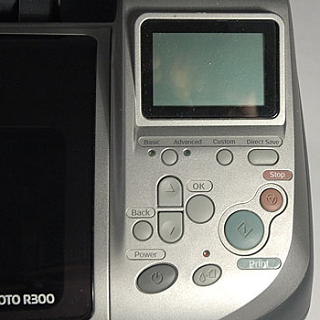 Basic Advanced Custom Direct Save
Stop
OK
Back
Power
Print
OTO R300